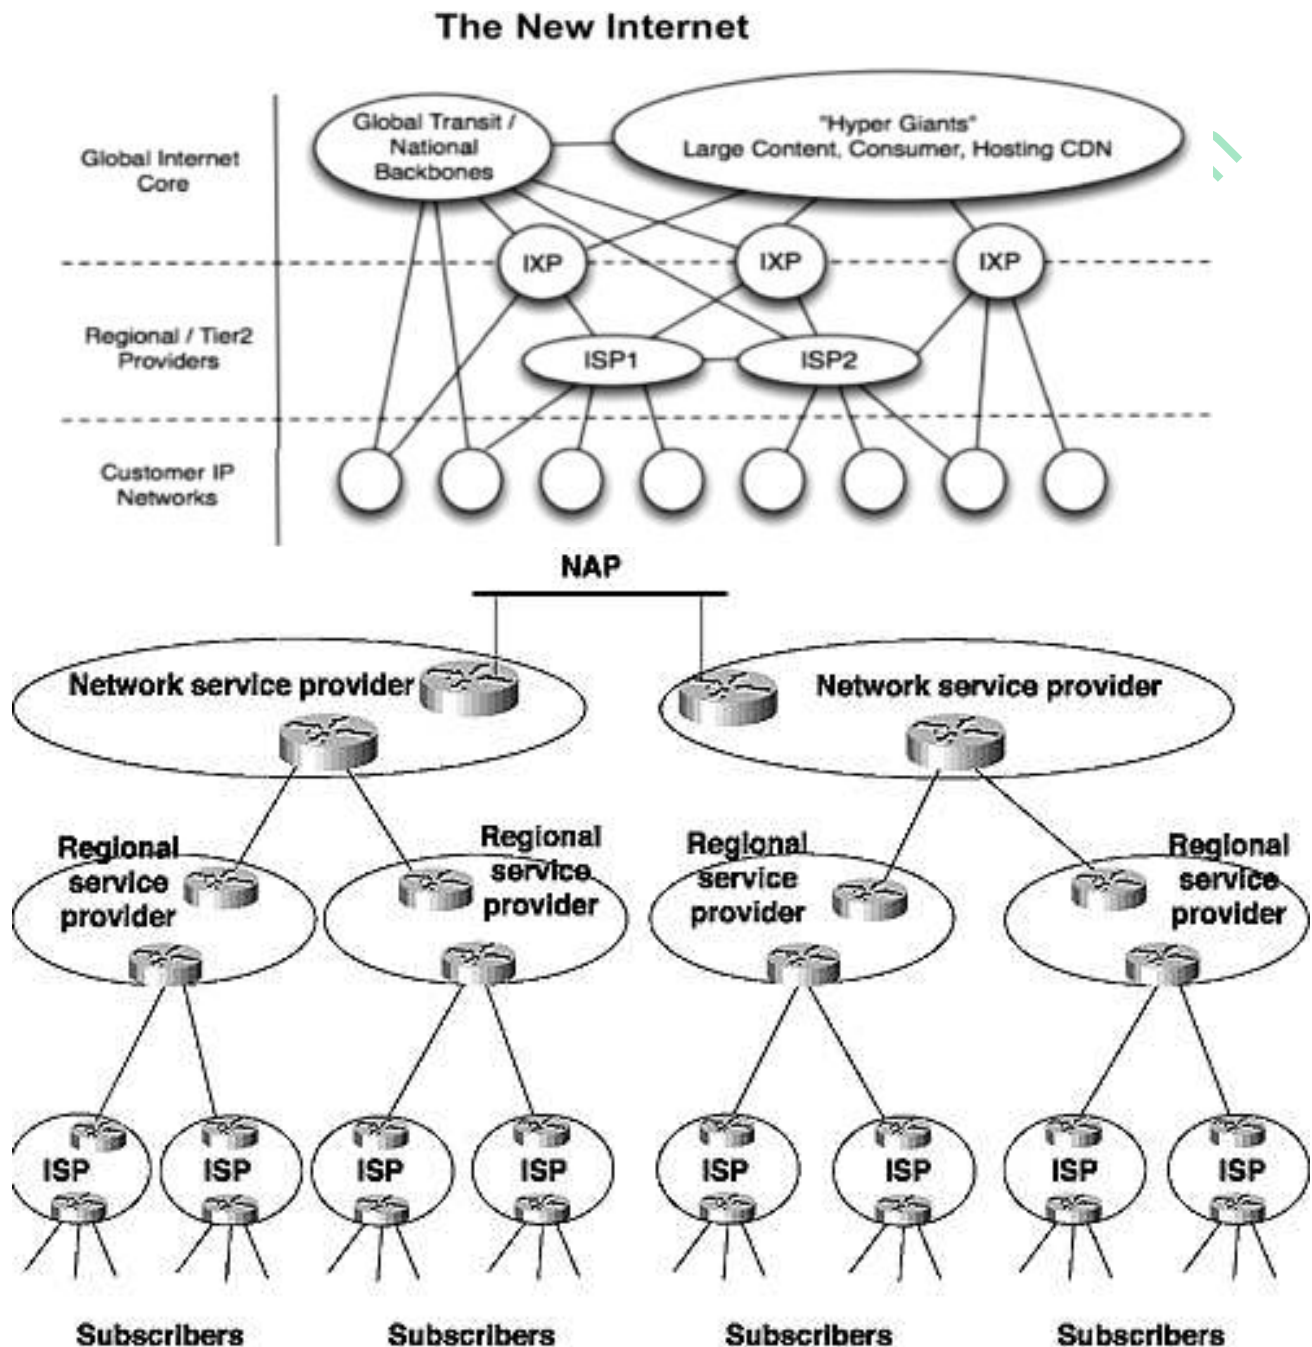 The New Internet
Global Transit /
National
Backbones
"Hyper Giants"
Large Content, Consumer, Hosting CDN
Global Internet
Core
IXP
IXP
IXP
Regional / Tier2
Providers
ISP1
ISP2
Customer IP
Networks
NAP
Network service provider
Network service provider
Regional
service
provider
Regional
service
provider
Regional
service
provider
Regional
service
provider
ISP
ISP
ISP
ISP
ISP
ISP
ISP
ISP
Subscribers
Subscribers
Subscribers
Subscribers